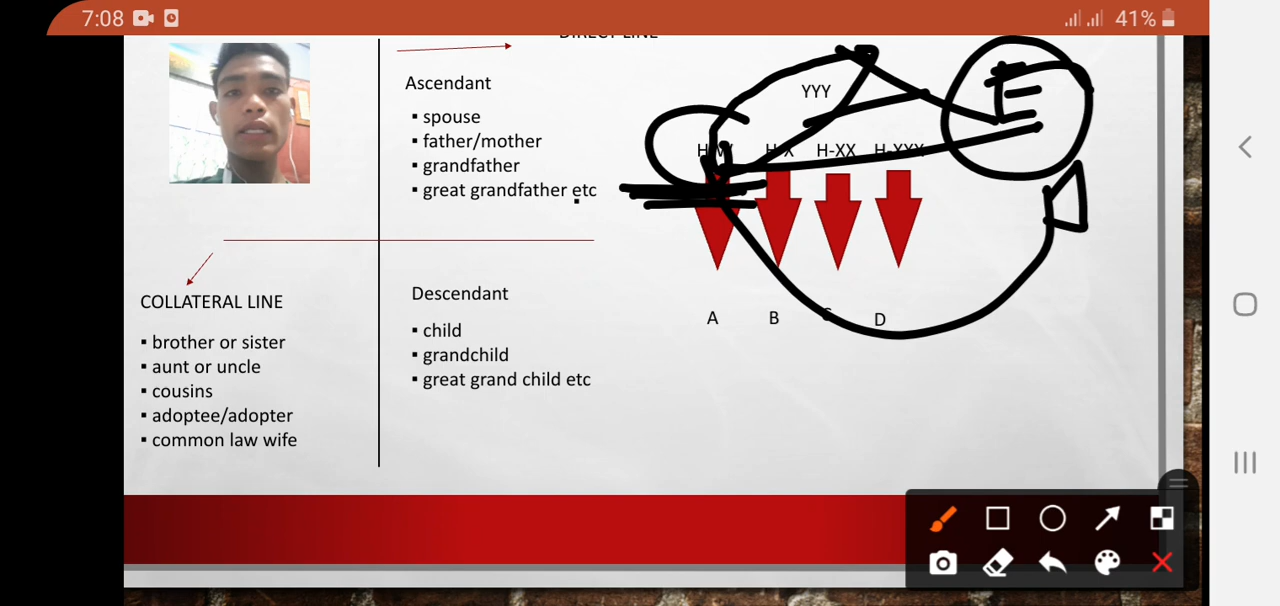 7:08
41%
DIRECT LINE
Ascendant
▪ spouse
▪ father/mother
▪ grandfather
▪ great grandfather etc
YYY
H-X H-XX H-XXX
E
COLLATERAL LINE
▪ brother or sister
▪ aunt or uncle
▪ cousins
▪ adoptee/adopter
▪ common law wife
Descendant
▪ child
▪ grandchild
▪ great grand child etc
A B C D